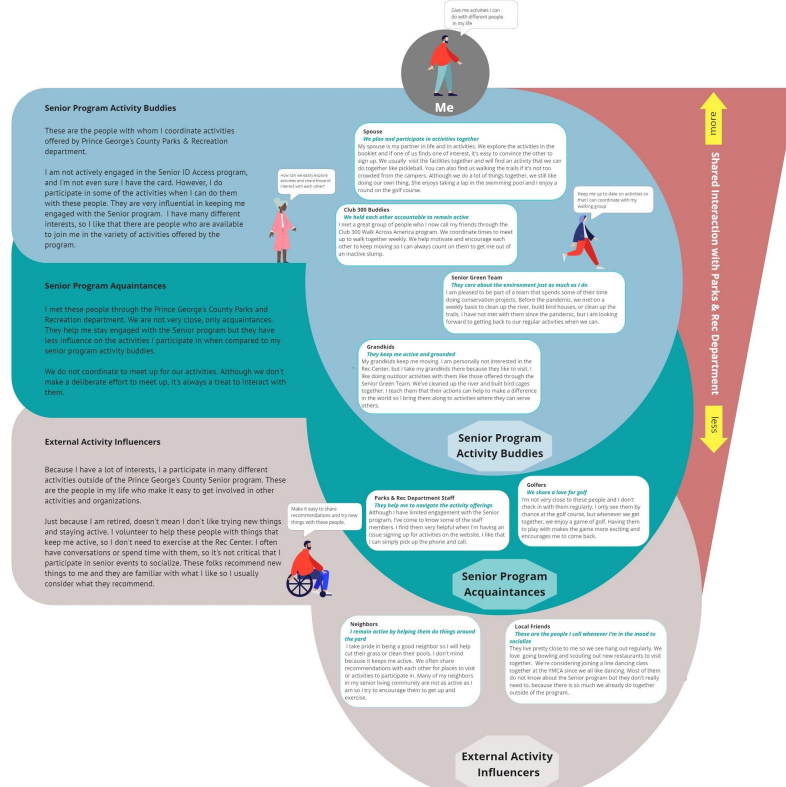 Give me activities I can
do with different people
in my life
Me
Senior Program Activity Buddies
These are the people with whom I coordinate activities
offered by Prince George's County Parks & Recreation
department.
I am not actively engaged in the Senior ID Access program,
and I'm not even sure I have the card. However, I do
participate in some of the activities when I can do them
with these people. They are very influential in keeping me
engaged with the Senior program.  I have many different
interests, so I like that there are people who are available
to join me in the variety of activities offered by the
program.
How can we easily explore
activities and share those of
interest with each other?
Spouse
We plan and participate in activities together
My spouse is my partner in life and in activities. We explore the activities in the
booklet and if one of us finds one of interest, it's easy to convince the other to
sign up. We usually  visit the facilities together and will find an activity that we can
do together like pickleball. You can also find us walking the trails if it's not too
crowded from the campers. Although we do a lot of things together, we still like
doing our own thing. She enjoys taking a lap in the swimming pool and I enjoy a
round on the golf course.
Club 300 Buddies
We hold each other accountable to remain active
I met a great group of people who I now call my friends through the
Club 300 Walk Across America program. We coordinate times to meet
up to walk together weekly. We help motivate and encourage each
other to keep moving so I can always count on them to get me out of
an inactive slump.
Keep me up to date on activities so
that I can coordinate with my
walking group
Senior Green Team
They care about the environment just as much as I do
I am pleased to be part of a team that spends some of their time
doing conservation projects. Before the pandemic, we met on a
weekly basis to clean up the river, build bird houses, or clean up the
trails. I have not met with them since the pandemic, but I am looking
forward to getting back to our regular activities when we can.
Grandkids
They keep me active and grounded
My grandkids keep me moving. I am personally not interested in the
Rec Center, but I take my grandkids there because they like to visit. I
like doing outdoor activities with them like those offered through the
Senior Green Team. We've cleaned up the river and built bird cages
together. I teach them that their actions can help to make a difference
in the world so I bring them along to activities where they can serve
others.
Senior Program
Activity Buddies
more
Shared Interaction with Parks & Rec Department
less
Senior Program Aquaintances
I met these people through the Prince George's County Parks and
Recreation department. We are not very close, only acquaintances.
They help me stay engaged with the Senior program but they have
less influence on the activities I participate in when compared to my
senior program activity buddies.
We do not coordinate to meet up for our activities. Although we don't
make a deliberate effort to meet up, it's always a treat to interact with
them.
Parks & Rec Department Staff
They help me to navigate the activity offerings
Although I have limited engagement with the Senior
program, I've come to know some of the staff
members. I find them very helpful when I'm having an
issue signing up for activities on the website. I like that
I can simply pick up the phone and call.
Golfers
We share a love for golf
I'm not very close to these people and I don't
check in with them regularly. I only see them by
chance at the golf course, but whenever we get
together, we enjoy a game of golf. Having them
to play with makes the game more exciting and
encourages me to come back.
Senior Program
Acquaintances
External Activity Influencers
Because I have a lot of interests, I a participate in many different
activities outside of the Prince George's County Senior program. These
are the people in my life who make it easy to get involved in other
activities and organizations.
Just because I am retired, doesn't mean I don't like trying new things
and staying active. I volunteer to help these people with things that
keep me active, so I don't need to exercise at the Rec Center. I often
have conversations or spend time with them, so it's not critical that I
participate in senior events to socialize. These folks recommend new
things to me and they are familiar with what I like so I usually
consider what they recommend.
Make it easy to share
recommendations and try new
things with these people.
Neighbors
I remain active by helping them do things around
the yard
I take pride in being a good neighbor so I will help
cut their grass or clean their pools. I don't mind
because it keeps me active.  We often share
recommendations with each other for places to visit
or activities to participate in. Many of my neighbors
in my senior living community are not as active as I
am so I try to encourage them to get up and
exercise.
Local Friends
These are the people I call whenever I'm in the mood to
socialize
They live pretty close to me so we see hang out regularly. We
love  going bowling and scouting out new restaurants to visit
together.  We're considering joining a line dancing class
together at the YMCA since we all like dancing. Most of them
do not know about the Senior program but they don't really
need to, because there is so much we already do together
outside of the program.
External Activity
Influencers